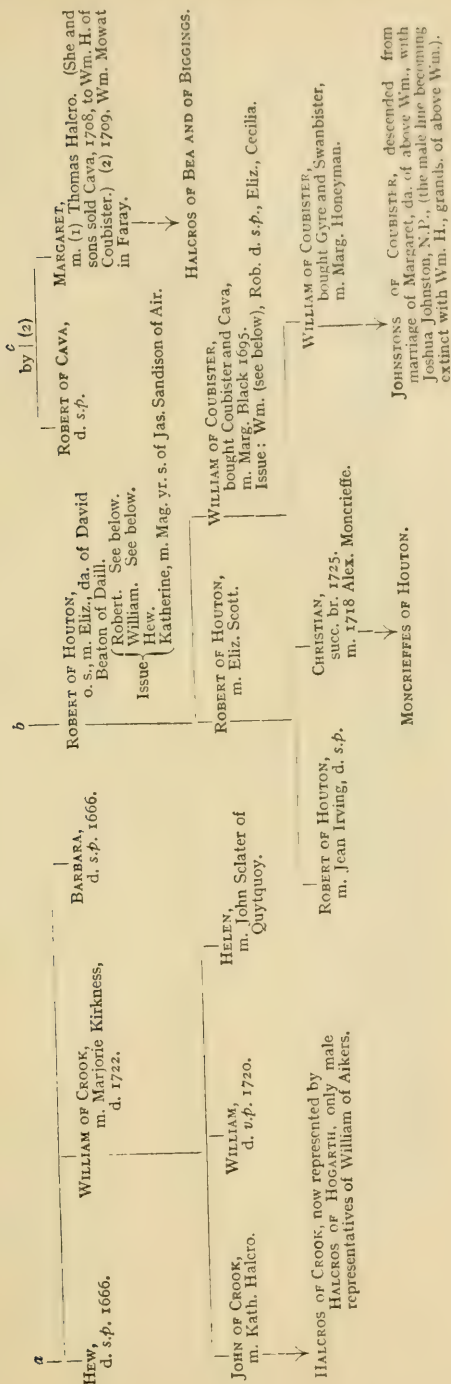 a
HEW,
d. s.p. 1666.
WILLIAM OF CROOK,
m. Marjorie Kirkness,
d. 1722.
BARBARA,
d. s.p. 1666.
b
ROBERT OF HOUTON,
o. s., m. Eliz., da. of David
Beaton of Daill.
Issue
Robert. See below.
William. See below.
Hew.
Katherine, m. Mag. yr. s. of Jas. Sandison of Air.
c
by (2)
ROBERT OF CAVA,
d. s.p.
MARGARET,
m. (1) Thomas Halcro. (She and
sons sold Cava, 1708, to Wm. H. of
Coubister.) (2) 1709, Wm. Mowat
in Faray.
HALCROS OF BEA AND OF BIGGINGS.
JOHN OF CROOK,
m. Kath. Halcro.
WILLIAM,
d. v.p. 1720.
HELEN,
m. John Sclater of
Quytquoy.
ROBERT OF HOUTON,
m. Eliz. Scott.
WILLIAM OF COUBISTER,
bought Coubister and Cava,
m. Marg. Black 1695.
Issue: Wm. (see below), Rob. d. s.p., Eliz., Cecilia.
HALCROS OF CROOK, now represented by
HALCROS OF HOGARTH, only male
representatives of William of Aikers.
ROBERT OF HOUTON,
m. Jean Irving, d. s.p.
CHRISTIAN,
succ. br. 1725.
m. 1718 Alex. Moncrieffe.
MONCRIEFFES OF HOUTON.
WILLIAM OF COUBISTER,
bought Gyre and Swanbister,
m. Marg. Honeyman.
JOHNSTONS OF COUBISTER, descended from
marriage of Margaret, da. of above Wm., with
Joshua Johnston, N.P., (the male line becoming
extinct with Wm. H., grands. of above Wm.).